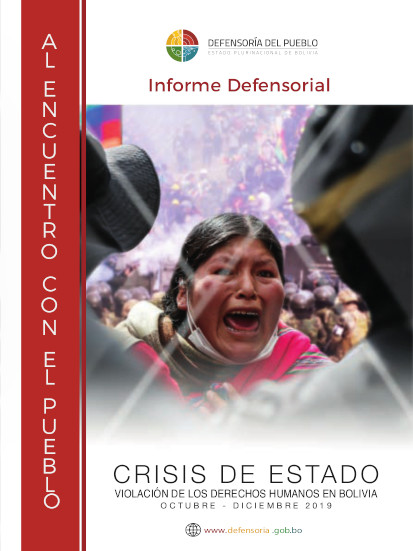 DEFENSORÍA DEL PUEBLO
ESTADO PLURINACIONAL DE BOLIVIA
Informe Defensorial
AL ENCUENTRO CON EL PUEBLO
CRISIS DE ESTADO
VIOLACIÓN DE LOS DERECHOS HUMANOS EN BOLIVIA
OCTUBRE - DICIEMBRE 2019
www.defensoria.gob.bo